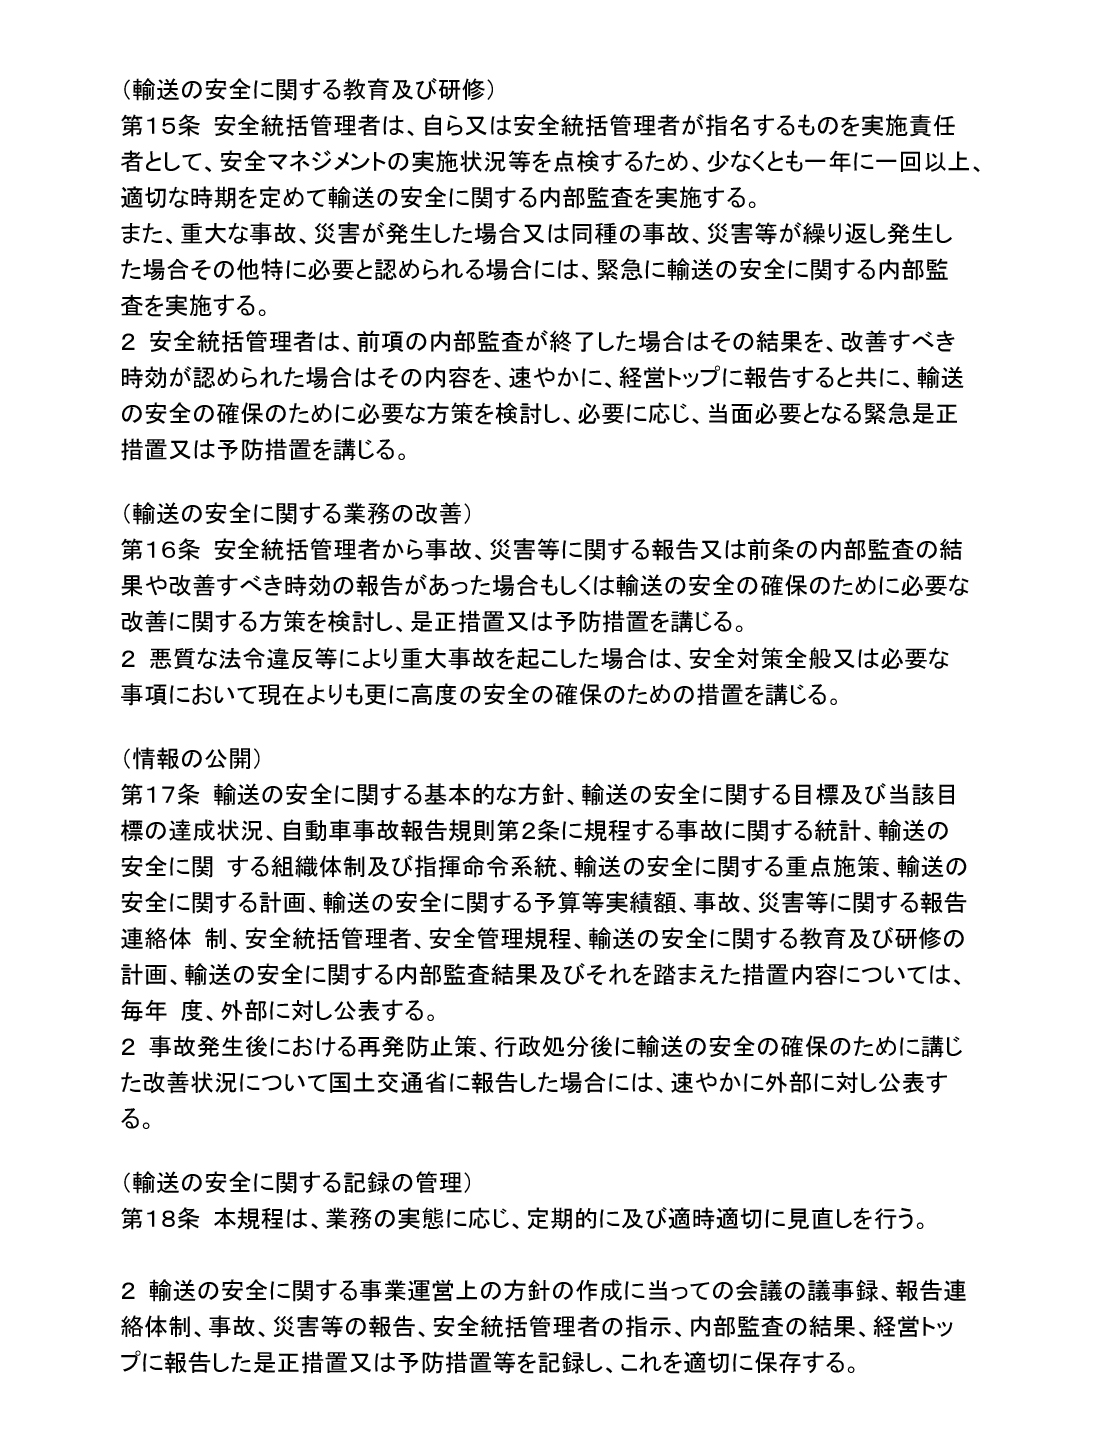 （輸送の安全に関する教育及び研修）
第１５条 安全統括管理者は、自ら又は安全統括管理者が指名するものを実施責任
者として、安全マネジメントの実施状況等を点検するため、少なくとも一年に一回以上、
適切な時期を定めて輸送の安全に関する内部監査を実施する。
また、重大な事故、災害が発生した場合又は同種の事故、災害等が繰り返し発生し
た場合その他特に必要と認められる場合には、緊急に輸送の安全に関する内部監
査を実施する。
２ 安全統括管理者は、前項の内部監査が終了した場合はその結果を、改善すべき
時効が認められた場合はその内容を、速やかに、経営トップに報告すると共に、輸送
の安全の確保のために必要な方策を検討し、必要に応じ、当面必要となる緊急是正
措置又は予防措置を講じる。
（輸送の安全に関する業務の改善）
第１６条 安全統括管理者から事故、災害等に関する報告又は前条の内部監査の結
果や改善すべき時効の報告があった場合もしくは輸送の安全の確保のために必要な
改善に関する方策を検討し、是正措置又は予防措置を講じる。
２ 悪質な法令違反等により重大事故を起こした場合は、安全対策全般又は必要な
事項において現在よりも更に高度の安全の確保のための措置を講じる。
（情報の公開）
第１７条 輸送の安全に関する基本的な方針、輸送の安全に関する目標及び当該目
標の達成状況、自動車事故報告規則第２条に規程する事故に関する統計、輸送の
安全に関 する組織体制及び指揮命令系統、輸送の安全に関する重点施策、輸送の
安全に関する計画、輸送の安全に関する予算等実績額、事故、災害等に関する報告
連絡体 制、安全統括管理者、安全管理規程、輸送の安全に関する教育及び研修の
計画、輸送の安全に関する内部監査結果及びそれを踏まえた措置内容については、
毎年 度、外部に対し公表する。
２ 事故発生後における再発防止策、行政処分後に輸送の安全の確保のために講じ
た改善状況について国土交通省に報告した場合には、速やかに外部に対し公表す
る。
（輸送の安全に関する記録の管理）
第１８条 本規程は、業務の実態に応じ、定期的に及び適時適切に見直しを行う。
２ 輸送の安全に関する事業運営上の方針の作成に当っての会議の議事録、報告連
絡体制、事故、災害等の報告、安全統括管理者の指示、内部監査の結果、経営トッ
プに報告した是正措置又は予防措置等を記録し、これを適切に保存する。